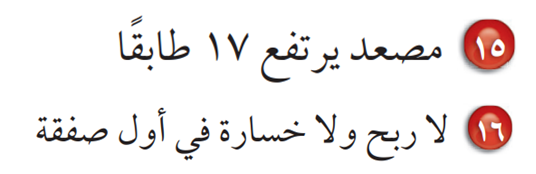 ١٥ مصعد يرتفع ١٧ طابقًا
١٦ لا ربح ولا خسارة في أول صفقة